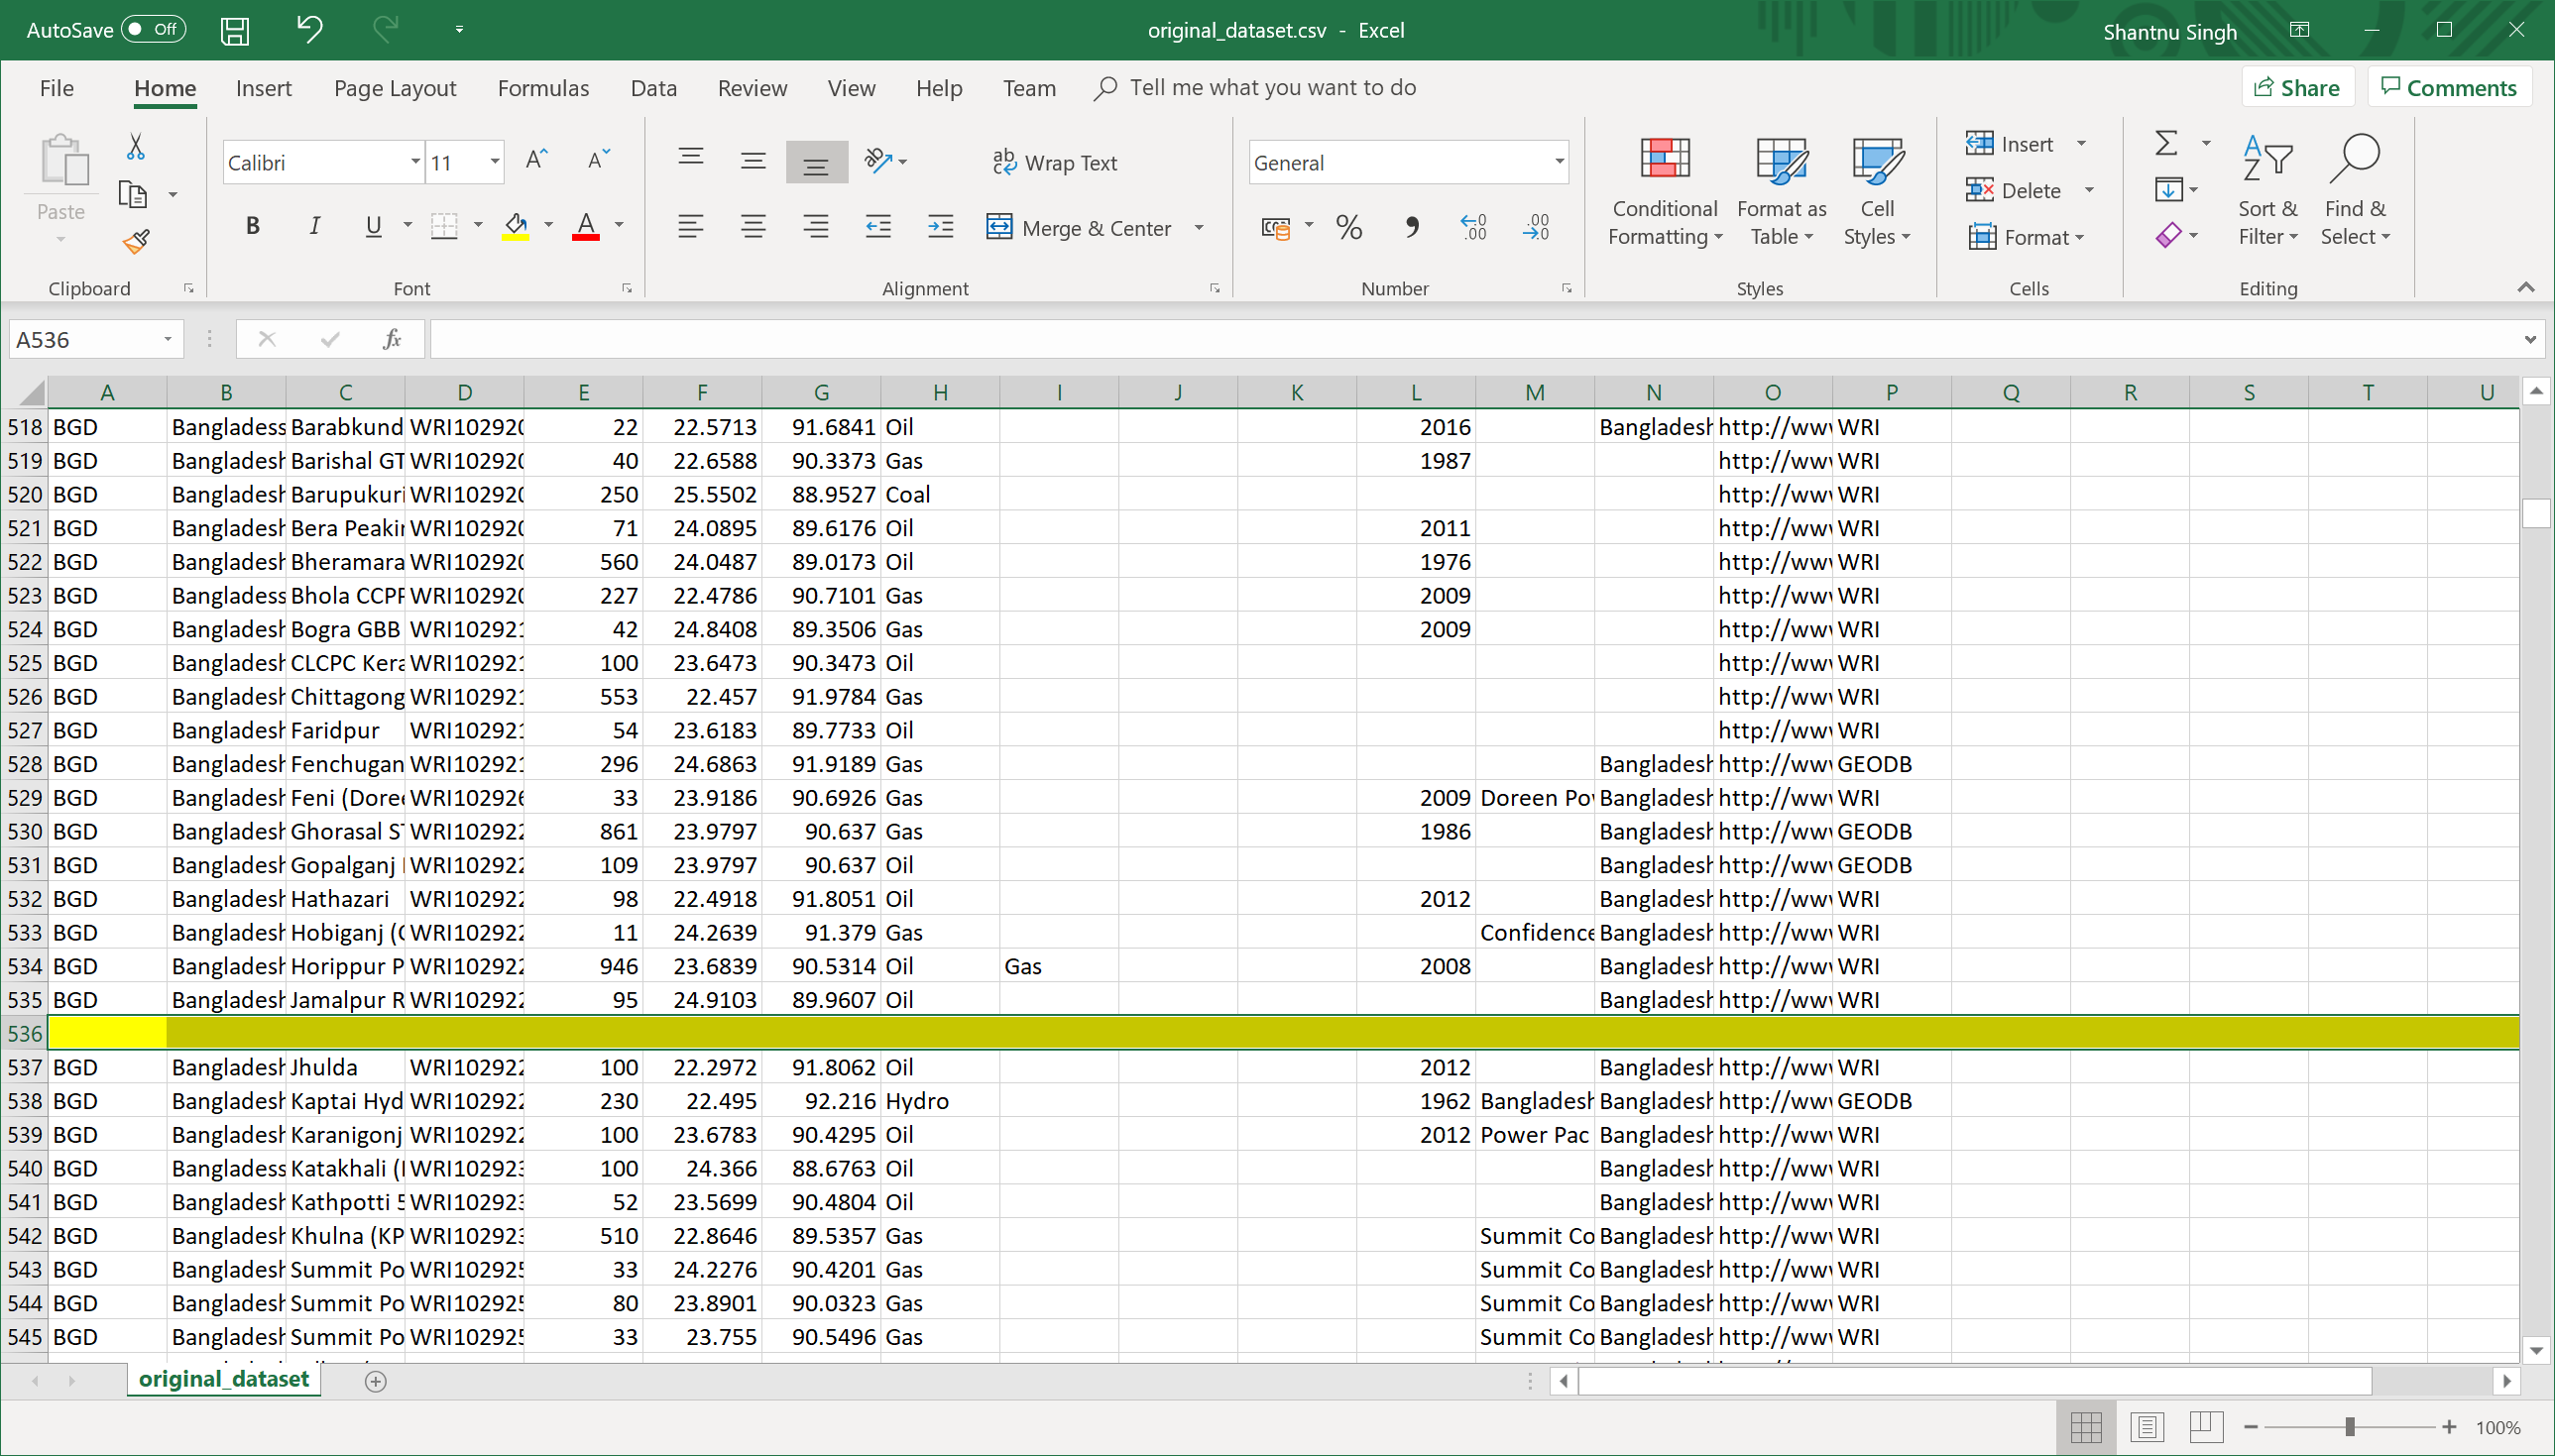 AutoSave Off original_dataset.csv - Excel Shantnu Singh
File Home Insert Page Layout Formulas Data Review View Help Team Tell me what you want to do Share Comments
Paste Calibri 11 A A ab Wrap Text General Conditional Formatting Format as Table Cell Styles Insert Delete Format Sort & Filter Find & Select
B I U A Merge & Center % , .00 .00
Clipboard Font Alignment Number Styles Cells Editing
A536 fx
A B C D E F G H I J K L M N O P Q R S T U
518 BGD Bangladess Barabkund WRI10292 22 22.5713 91.6841 Oil 2016 Bangladesh http://ww WRI
519 BGD Bangladesh Barishal GT WRI10292 40 22.6588 90.3373 Gas 1987 http://ww WRI
520 BGD Bangladesh Barupukuri WRI10292 250 25.5502 88.9527 Coal http://ww WRI
521 BGD Bangladesh Bera Peakin WRI10292 71 24.0895 89.6176 Oil 2011 http://ww WRI
522 BGD Bangladesh Bheramara WRI10292 560 24.0487 89.0173 Oil 1976 http://ww WRI
523 BGD Bangladess Bhola CCPP WRI10292 227 22.4786 90.7101 Gas 2009 http://ww WRI
524 BGD Bangladesh Bogra GBB WRI102921 42 24.8408 89.3506 Gas 2009 http://ww WRI
525 BGD Bangladesh CLCPC Kera WRI102921 100 23.6473 90.3473 Oil http://ww WRI
526 BGD Bangladesh Chittagong WRI102921 553 22.457 91.9784 Gas http://ww WRI
527 BGD Bangladesh Faridpur WRI102921 54 23.6183 89.7733 Oil http://ww WRI
528 BGD Bangladesh Fenchugan WRI102921 296 24.6863 91.9189 Gas Bangladesh http://ww GEODB
529 BGD Bangladesh Feni (Doree WRI102926 33 23.9186 90.6926 Gas 2009 Doreen Po Bangladesh http://ww WRI
530 BGD Bangladesh Ghorasal ST WRI102922 861 23.9797 90.637 Gas 1986 Bangladesh http://ww GEODB
531 BGD Bangladesh Gopalganj WRI102922 109 23.9797 90.637 Oil Bangladesh http://ww GEODB
532 BGD Bangladesh Hathazari WRI102922 98 22.4918 91.8051 Oil 2012 Bangladesh http://ww WRI
533 BGD Bangladesh Hobiganj (C WRI102922 11 24.2639 91.379 Gas Confidence Bangladesh http://ww WRI
534 BGD Bangladesh Horippur P WRI102922 946 23.6839 90.5314 Oil Gas 2008 Bangladesh http://ww WRI
535 BGD Bangladesh Jamalpur R WRI102922 95 24.9103 89.9607 Oil Bangladesh http://ww WRI
536
537 BGD Bangladesh Jhulda WRI102922 100 22.2972 91.8062 Oil 2012 Bangladesh http://ww WRI
538 BGD Bangladesh Kaptai Hyd WRI102922 230 22.495 92.216 Hydro 1962 Bangladesh Bangladesh http://ww GEODB
539 BGD Bangladesh Karanigonj WRI102922 100 23.6783 90.4295 Oil 2012 Power Pac Bangladesh http://ww WRI
540 BGD Bangladess Katakhali ( WRI102923 100 24.366 88.6763 Oil Bangladesh http://ww WRI
541 BGD Bangladesh Kathpotti 5 WRI102923 52 23.5699 90.4804 Oil Bangladesh http://ww WRI
542 BGD Bangladesh Khulna (KP WRI102923 510 22.8646 89.5357 Gas Summit Co Bangladesh http://ww WRI
543 BGD Bangladesh Summit Po WRI102925 33 24.2276 90.4201 Gas Summit Co Bangladesh http://ww WRI
544 BGD Bangladesh Summit Po WRI102925 80 23.8901 90.0323 Gas Summit Co Bangladesh http://ww WRI
545 BGD Bangladesh Summit Po WRI102925 33 23.755 90.5496 Gas Summit Co Bangladesh http://ww WRI
original_dataset
100%